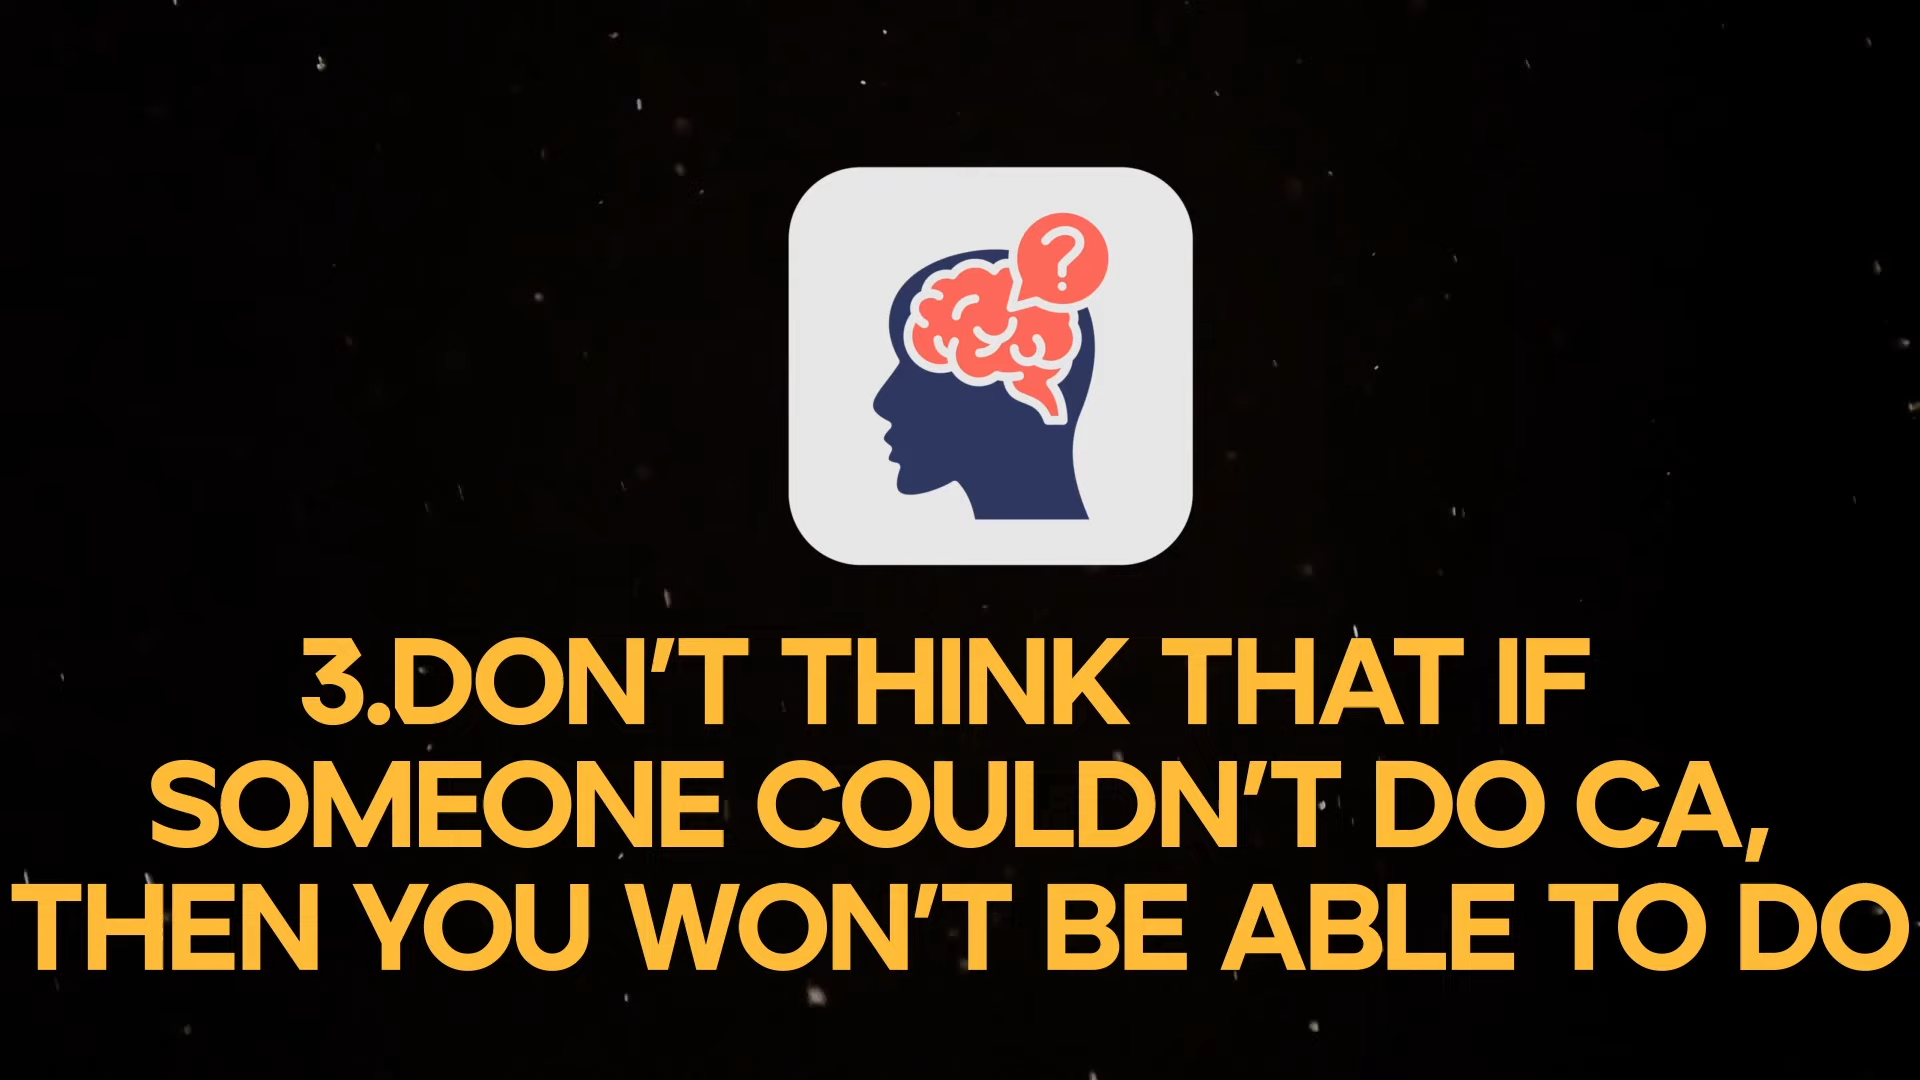 3.DON'T THINK THAT IF
SOMEONE COULDN'T DO CA,
THEN YOU WON'T BE ABLE TO DO
?